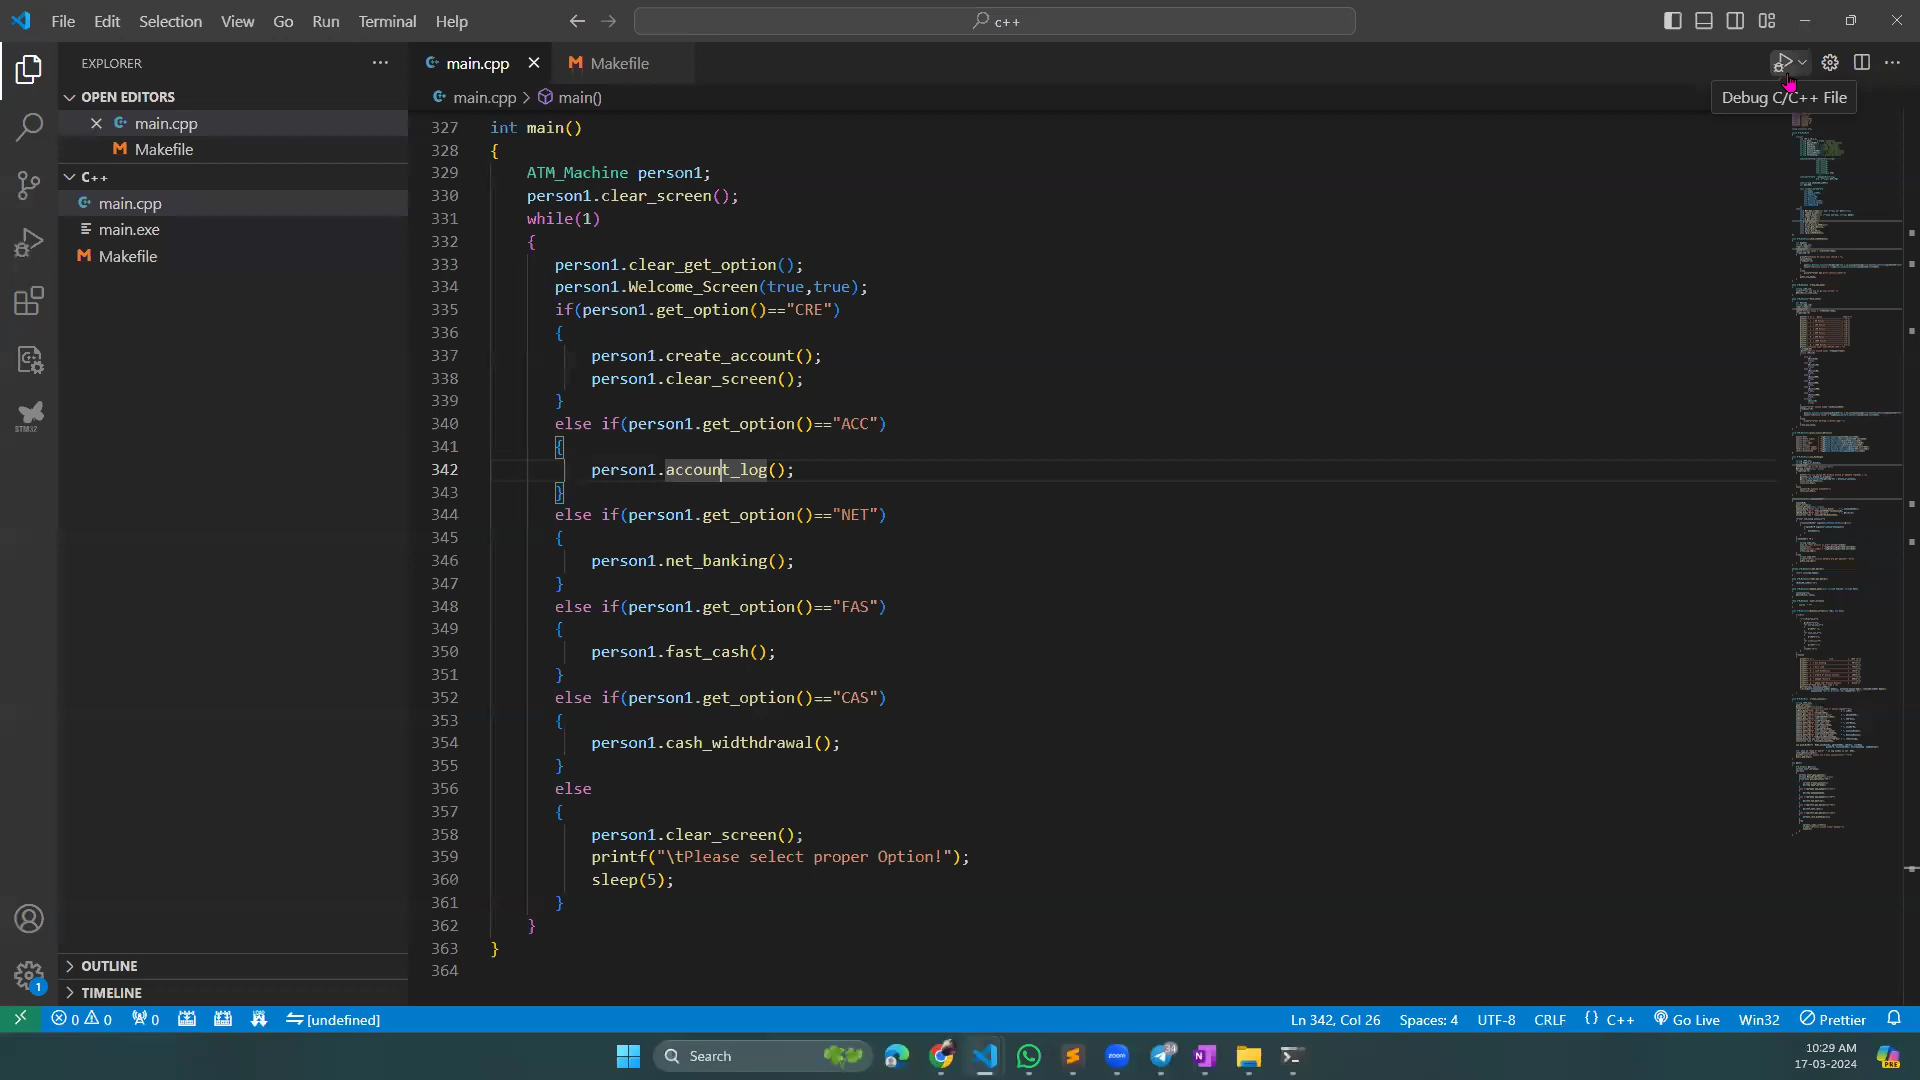 File Edit Selection View Go Run Terminal Help
c++
EXPLORER
main.cpp
Makefile
Debug C/C++ File
OPEN EDITORS
main.cpp > main()
main.cpp
Makefile
C++
main.cpp
main.exe
Makefile
327 int main()
328 {
329 ATM_Machine person1;
330 person1.clear_screen();
331 while(1)
332 {
333 person1.clear_get_option();
334 person1.Welcome_Screen(true,true);
335 if(person1.get_option()=="CRE")
336 {
337 person1.create_account();
338 person1.clear_screen();
339 }
340 else if(person1.get_option()=="ACC")
341 {
342 person1.account_log();
343 }
344 else if(person1.get_option()=="NET")
345 {
346 person1.net_banking();
347 }
348 else if(person1.get_option()=="FAS")
349 {
350 person1.fast_cash();
351 }
352 else if(person1.get_option()=="CAS")
353 {
354 person1.cash_widthdrawal();
355 }
356 else
357 {
358 person1.clear_screen();
359 printf("\tPlease select proper Option!");
360 sleep(5);
361 }
362 }
363 }
364
STM32
OUTLINE
1
TIMELINE
0 0 0 [undefined] Ln 342, Col 26 Spaces: 4 UTF-8 CRLF {} C++ Go Live Win32 Prettier
Search
zoom
34
10:29 AM
17-03-2024
PRE